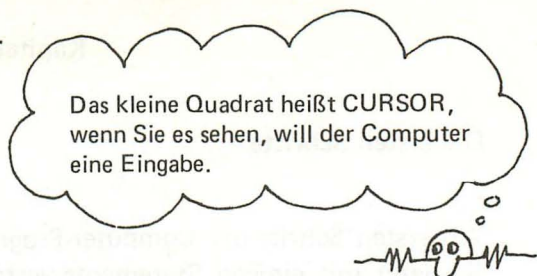 Das kleine Quadrat heißt CURSOR,
wenn Sie es sehen, will der Computer
eine Eingabe.